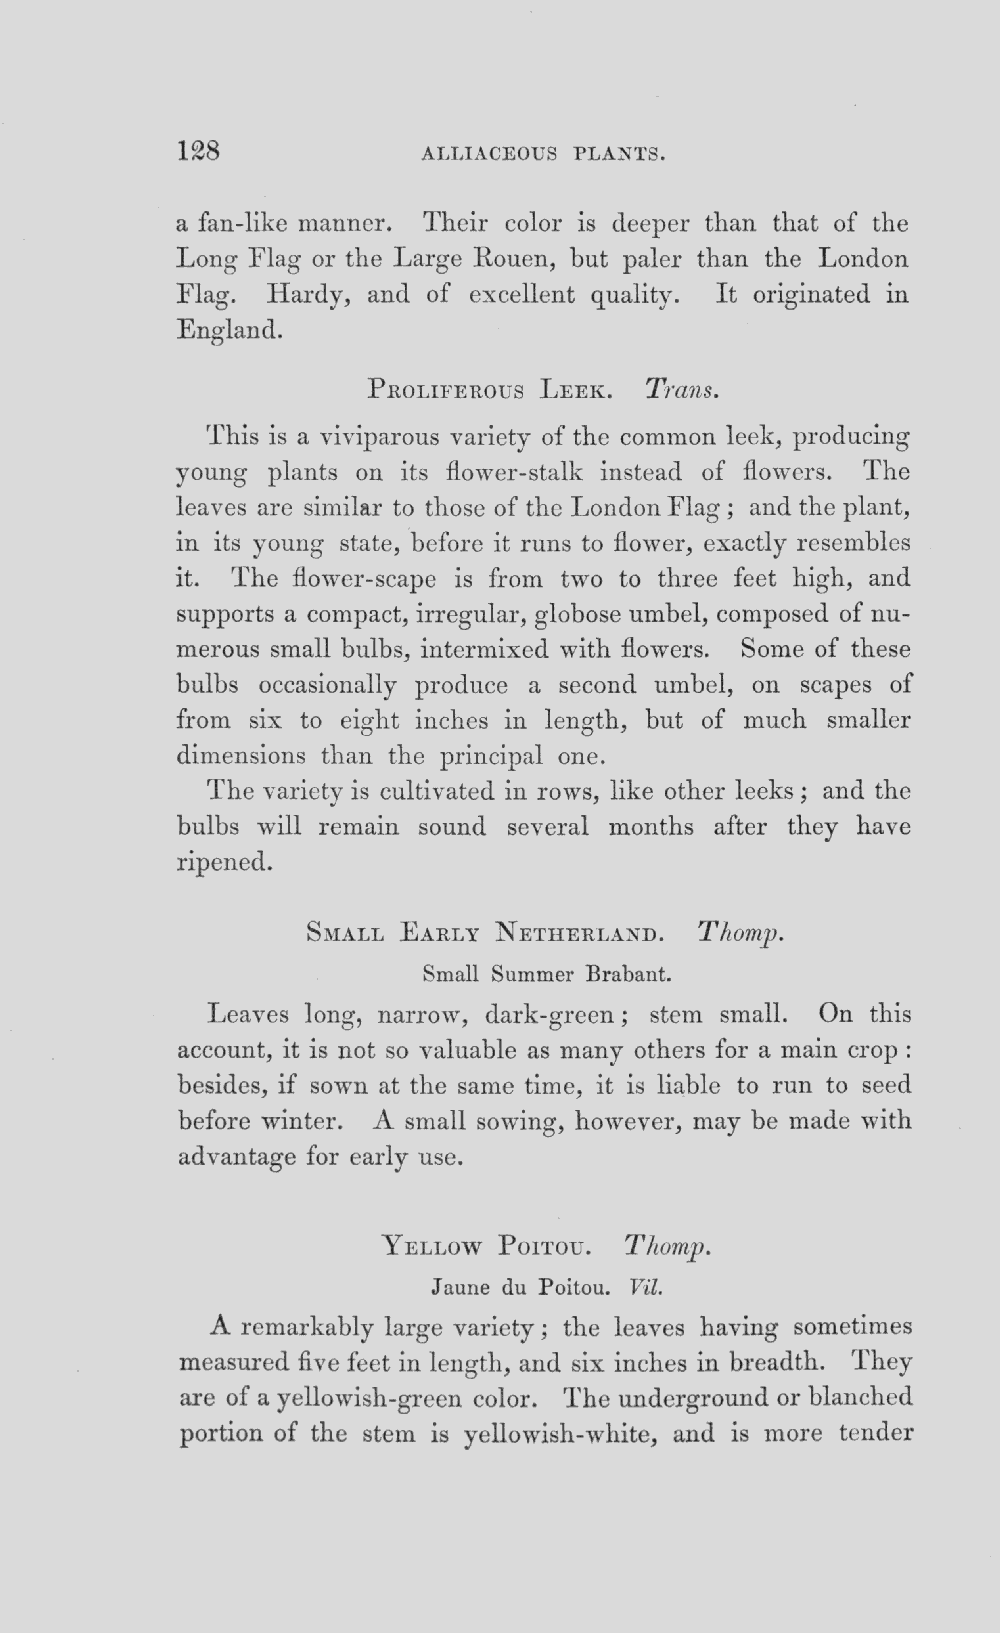 128 ALLIACEOUS PLANTS.
a fan-like manner. Their color is deeper than that of the
Long Flag or the Large Rouen, but paler than the London
Flag. Hardy, and of excellent quality. It originated in
England.
PROLIFEROUS LEEK. Trans.
This is a viviparous variety of the common leek, producing
young plants on its flower-stalk instead of flowers. The
leaves are similar to those of the London Flag; and the plant,
in its young state, before it runs to flower, exactly resembles
it. The flower-scape is from two to three feet high, and
supports a compact, irregular, globose umbel, composed of nu-
merous small bulbs, intermixed with flowers. Some of these
bulbs occasionally produce a second umbel, on scapes of
from six to eight inches in length, but of much smaller
dimensions than the principal one.
The variety is cultivated in rows, like other leeks; and the
bulbs will remain sound several months after they have
ripened.
SMALL EARLY NETHERLAND. Thomp.
Small Summer Brabant.
Leaves long, narrow, dark-green; stem small. On this
account, it is not so valuable as many others for a main crop:
besides, if sown at the same time, it is liable to run to seed
before winter. A small sowing, however, may be made with
advantage for early use.
YELLOW POITOU. Thomp.
Jaune du Poitou. Vil.
A remarkably large variety; the leaves having sometimes
measured five feet in length, and six inches in breadth. They
are of a yellowish-green color. The underground or blanched
portion of the stem is yellowish-white, and is more tender